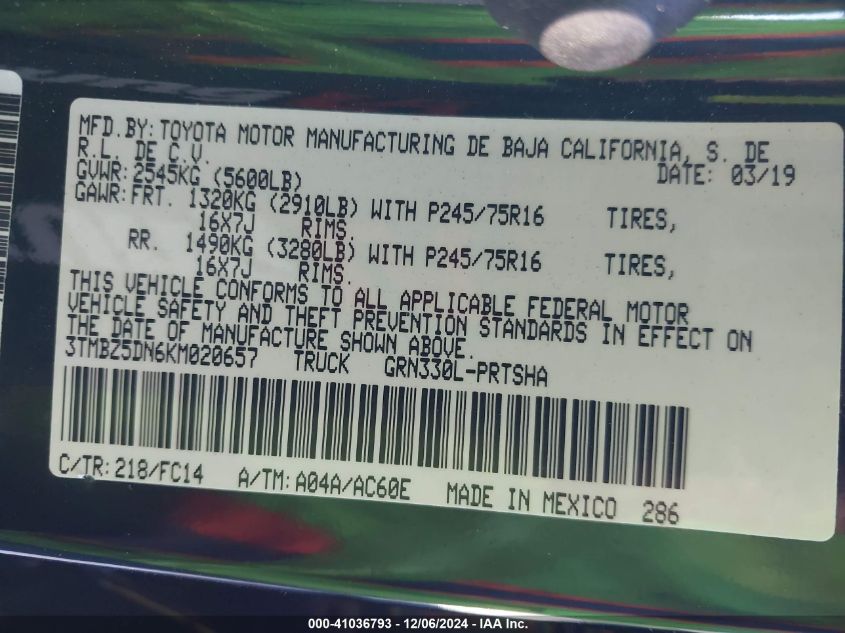 MFD.BY:TOYOTA MOTOR MANUFACTURING DE BAJA CALIFORNIA, S. DE
R.L. DE C.V. DATE: 03/19
GVWR:2545KG (5600LB)
GAWR:FRT. 1320KG (2910LB) WITH P245/75R16 TIRES,
16X7J RIMS.
RR. 1490KG (3280LB) WITH P245/75R16 TIRES,
16X7J RIMS.
THIS VEHICLE CONFORMS TO ALL APPLICABLE FEDERAL MOTOR
VEHICLE SAFETY AND THEFT PREVENTION STANDARDS IN EFFECT ON
THE DATE OF MANUFACTURE SHOWN ABOVE.
3TMBZ5DN6KM020657 TRUCK GRN330L-PRTSHA
C/TR:218/FC14 A/TM:A04A/AC60E MADE IN MEXICO 286
000-41036793 - 12/06/2024 - IAA Inc.